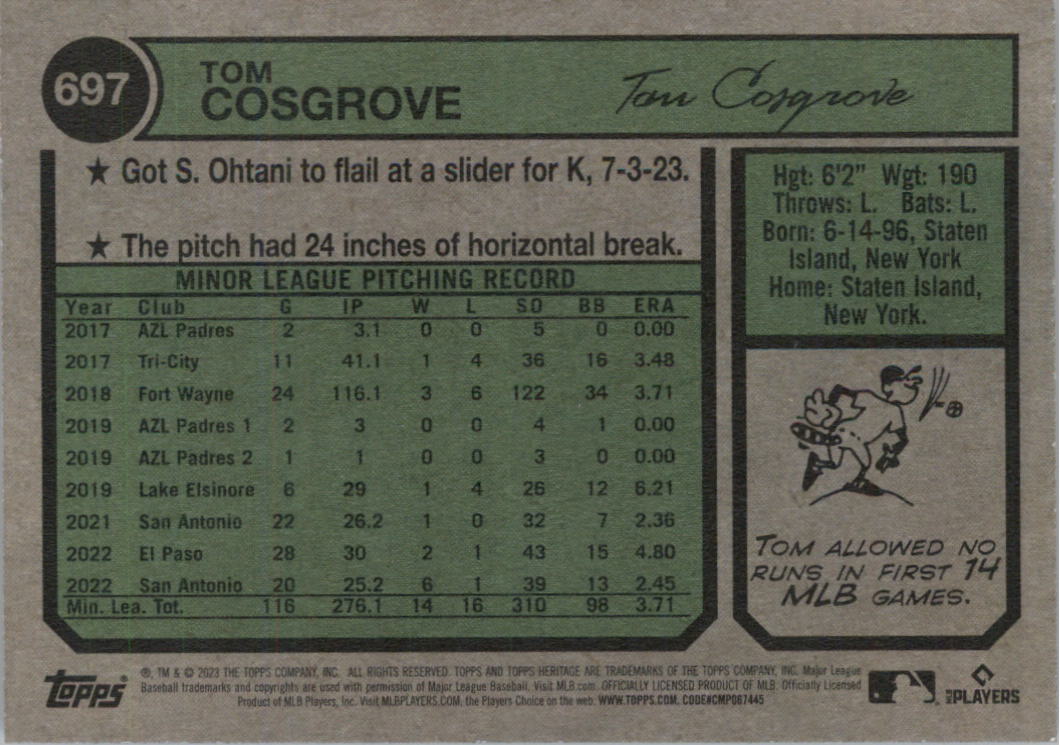 697
TOM
COSGROVE
Tom Cosgrove
★ Got S. Ohtani to flail at a slider for K, 7-3-23.
★ The pitch had 24 inches of horizontal break.
MINOR LEAGUE PITCHING RECORD
Year Club G IP W L SO BB ERA
2017 AZL Padres 2 3.1 0 0 5 0 0.00
2017 Tri-City 11 41.1 1 4 36 16 3.48
2018 Fort Wayne 24 116.1 3 6 122 34 3.71
2019 AZL Padres 1 2 3 0 0 4 1 0.00
2019 AZL Padres 2 1 1 0 0 3 0 0.00
2019 Lake Elsinore 6 29 1 4 26 12 6.21
2021 San Antonio 22 26.2 1 0 32 7 2.36
2022 El Paso 28 30 2 1 43 15 4.80
2022 San Antonio 20 25.2 6 1 39 13 2.45
Min. Lea. Tot. 116 276.1 14 16 310 98 3.71
Hgt: 6'2" Wgt: 190
Throws: L. Bats: L.
Born: 6-14-96, Staten
Island, New York
Home: Staten Island,
New York.
TOM ALLOWED NO
RUNS IN FIRST 14
MLB GAMES.
topps
®, TM & © 2023 THE TOPPS COMPANY, INC. ALL RIGHTS RESERVED. TOPPS AND TOPPS HERITAGE ARE TRADEMARKS OF THE TOPPS COMPANY, INC. Major League
Baseball trademarks and copyrights are used with permission of Major League Baseball. Visit MLB.com. OFFICIALLY LICENSED PRODUCT OF MLB. Officially Licensed
Product of MLB Players, Inc. Visit MLBPLAYERS.COM, the Players Choice on the web. WWW.TOPPS.COM. CODE#CMP067445
MLB PLAYERS